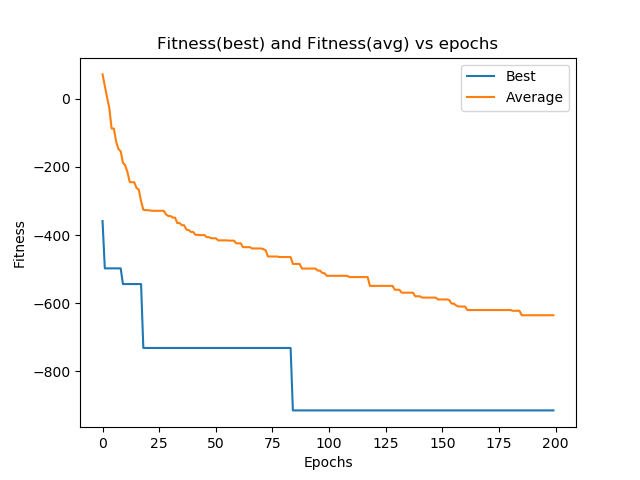 Fitness(best) and Fitness(avg) vs epochs
Best
Average
Fitness
0
−200
−400
−600
−800
0 25 50 75 100 125 150 175 200
Epochs